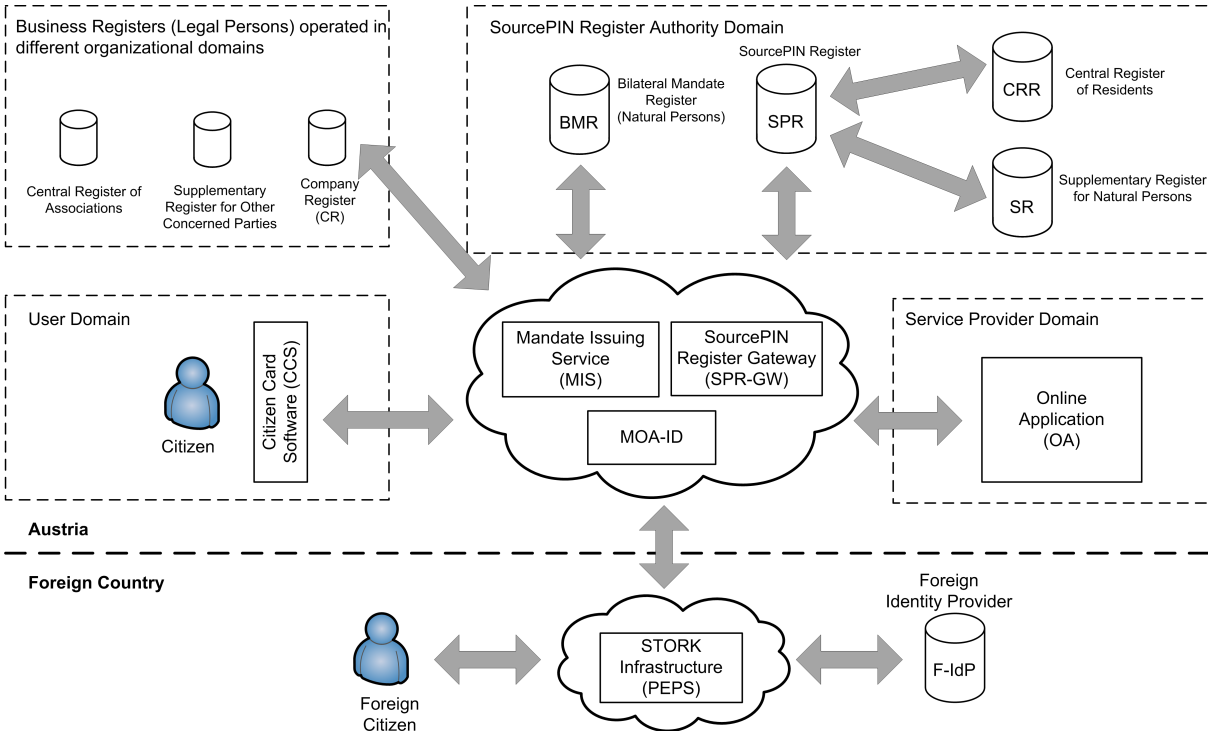 Business Registers (Legal Persons) operated in
different organizational domains
Central Register of
Associations
Supplementary
Register for Other
Concerned Parties
Company
Register
(CR)
SourcePIN Register Authority Domain
BMR
Bilateral Mandate
Register
(Natural Persons)
SourcePIN Register
SPR
CRR
Central Register
of Residents
SR
Supplementary Register
for Natural Persons
User Domain
Citizen
Citizen Card
Software (CCS)
Mandate Issuing
Service
(MIS)
SourcePIN
Register Gateway
(SPR-GW)
MOA-ID
Service Provider Domain
Online
Application
(OA)
Austria
Foreign Country
Foreign
Citizen
STORK
Infrastructure
(PEPS)
Foreign
Identity Provider
F-IdP